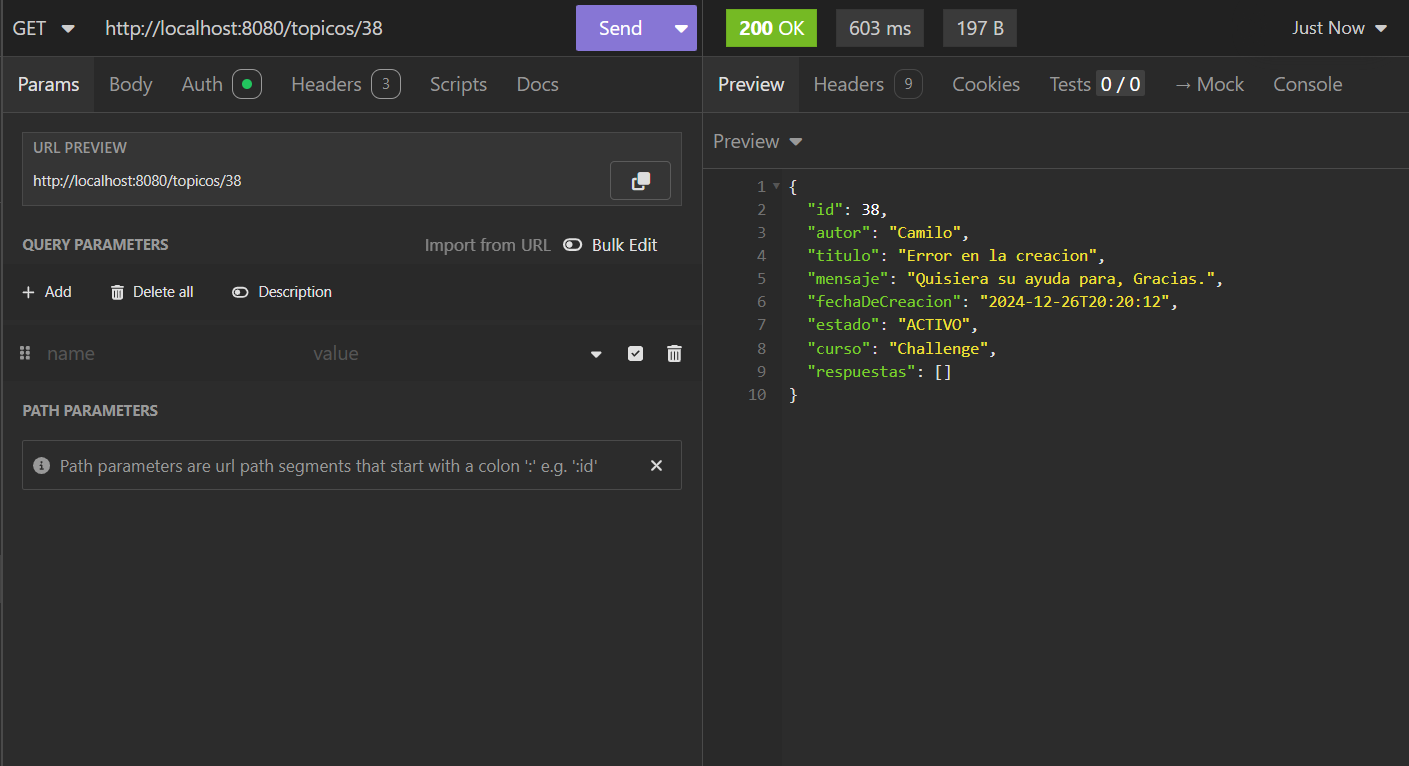 GET http://localhost:8080/topicos/38 Send
Params Body Auth Headers 3 Scripts Docs
URL PREVIEW
http://localhost:8080/topicos/38
QUERY PARAMETERS Import from URL Bulk Edit
+ Add Delete all Description
name value
PATH PARAMETERS
Path parameters are url path segments that start with a colon ':' e.g. ':id'
200 OK 603 ms 197 B Just Now
Preview Headers 9 Cookies Tests 0 / 0 → Mock Console
Preview
1 {
2 "id": 38,
3 "autor": "Camilo",
4 "titulo": "Error en la creacion",
5 "mensaje": "Quisiera su ayuda para, Gracias.",
6 "fechaDeCreacion": "2024-12-26T20:20:12",
7 "estado": "ACTIVO",
8 "curso": "Challenge",
9 "respuestas": []
10 }